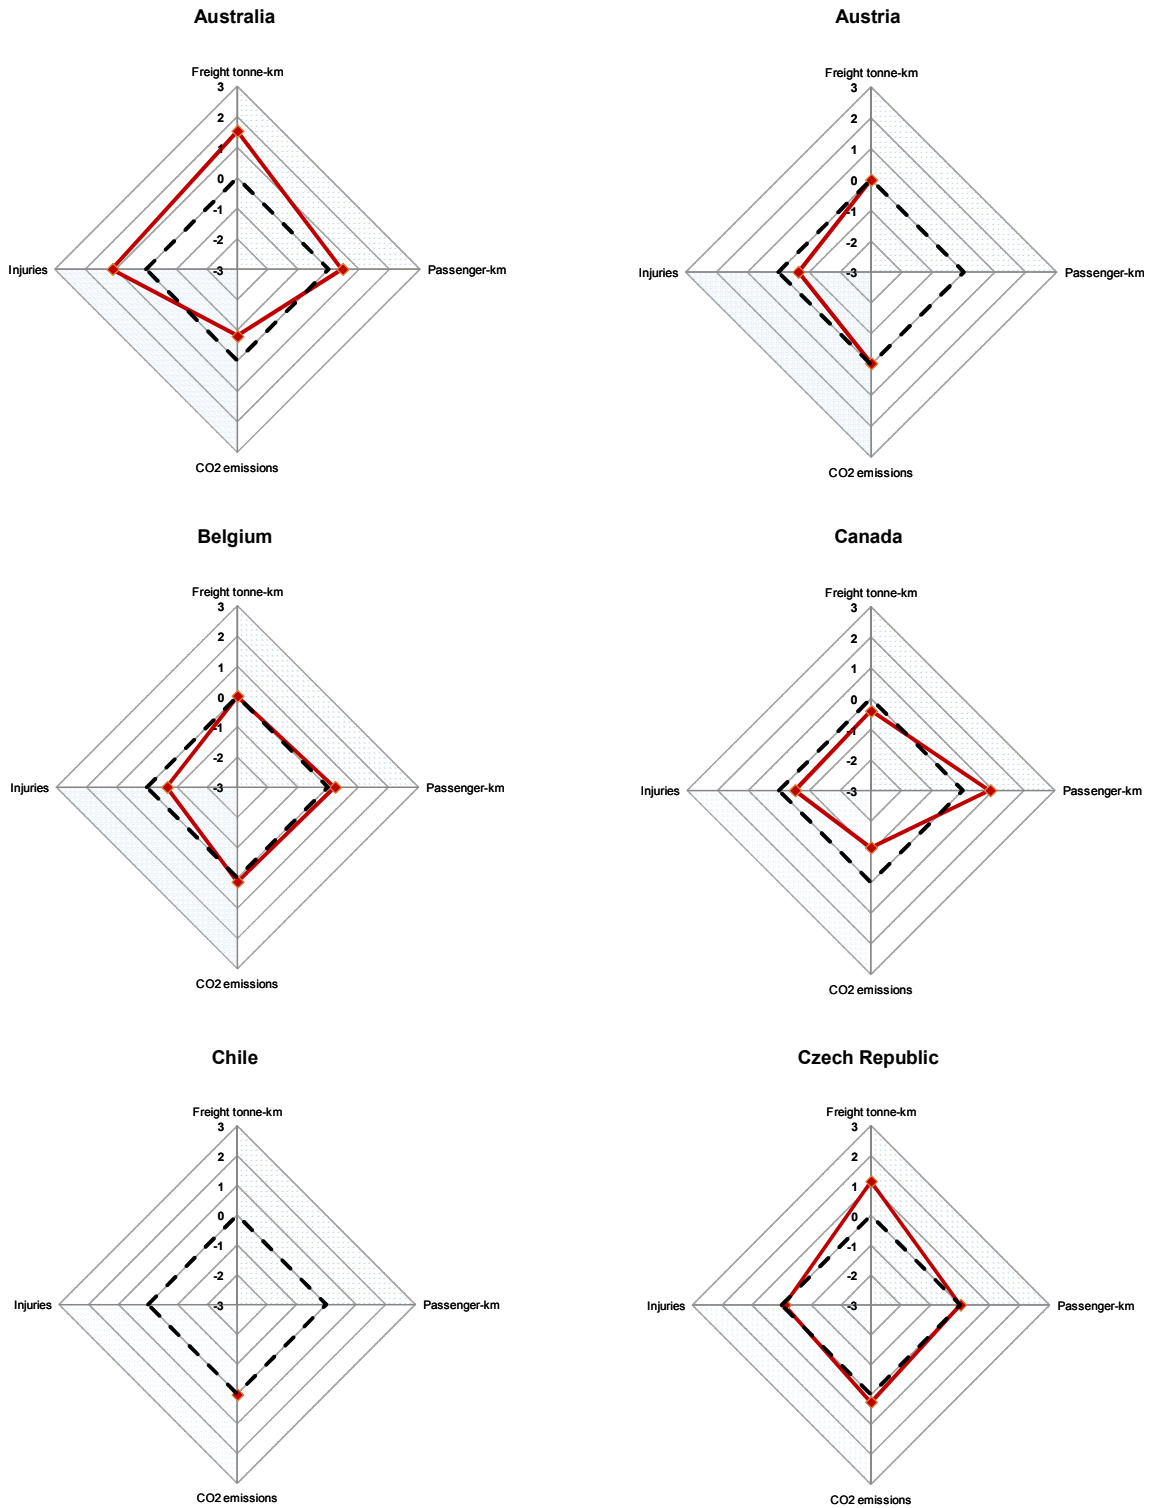 Australia
Freight tonne-km
3
2
1
0
-1
-2
-3
Injuries
Passenger-km
CO2 emissions
Austria
Freight tonne-km
3
2
1
0
-1
-2
-3
Injuries
Passenger-km
CO2 emissions
Belgium
Freight tonne-km
3
2
1
0
-1
-2
-3
Injuries
Passenger-km
CO2 emissions
Canada
Freight tonne-km
3
2
1
0
-1
-2
-3
Injuries
Passenger-km
CO2 emissions
Chile
Freight tonne-km
3
2
1
0
-1
-2
-3
Injuries
Passenger-km
CO2 emissions
Czech Republic
Freight tonne-km
3
2
1
0
-1
-2
-3
Injuries
Passenger-km
CO2 emissions